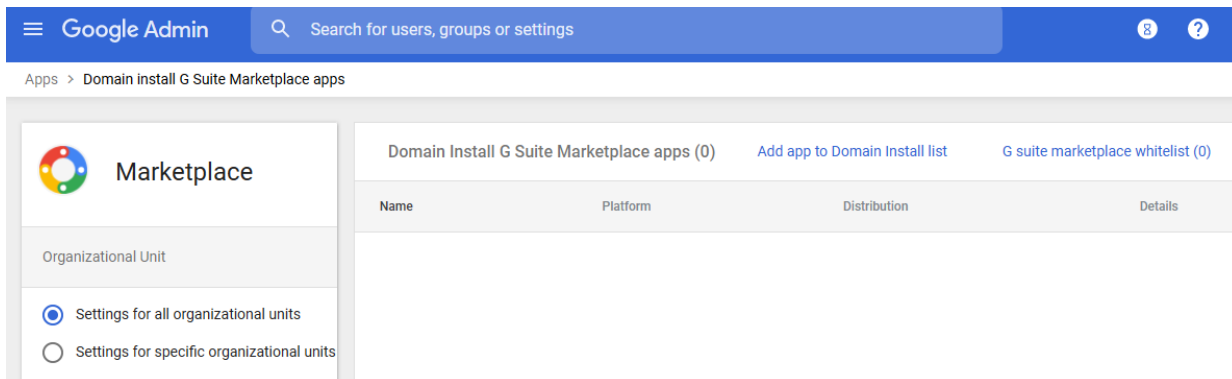 Google Admin
Search for users, groups or settings
Apps > Domain install G Suite Marketplace apps
Marketplace
Organizational Unit
Settings for all organizational units
Settings for specific organizational units
Domain Install G Suite Marketplace apps (0) Add app to Domain Install list G suite marketplace whitelist (0)
Name Platform Distribution Details